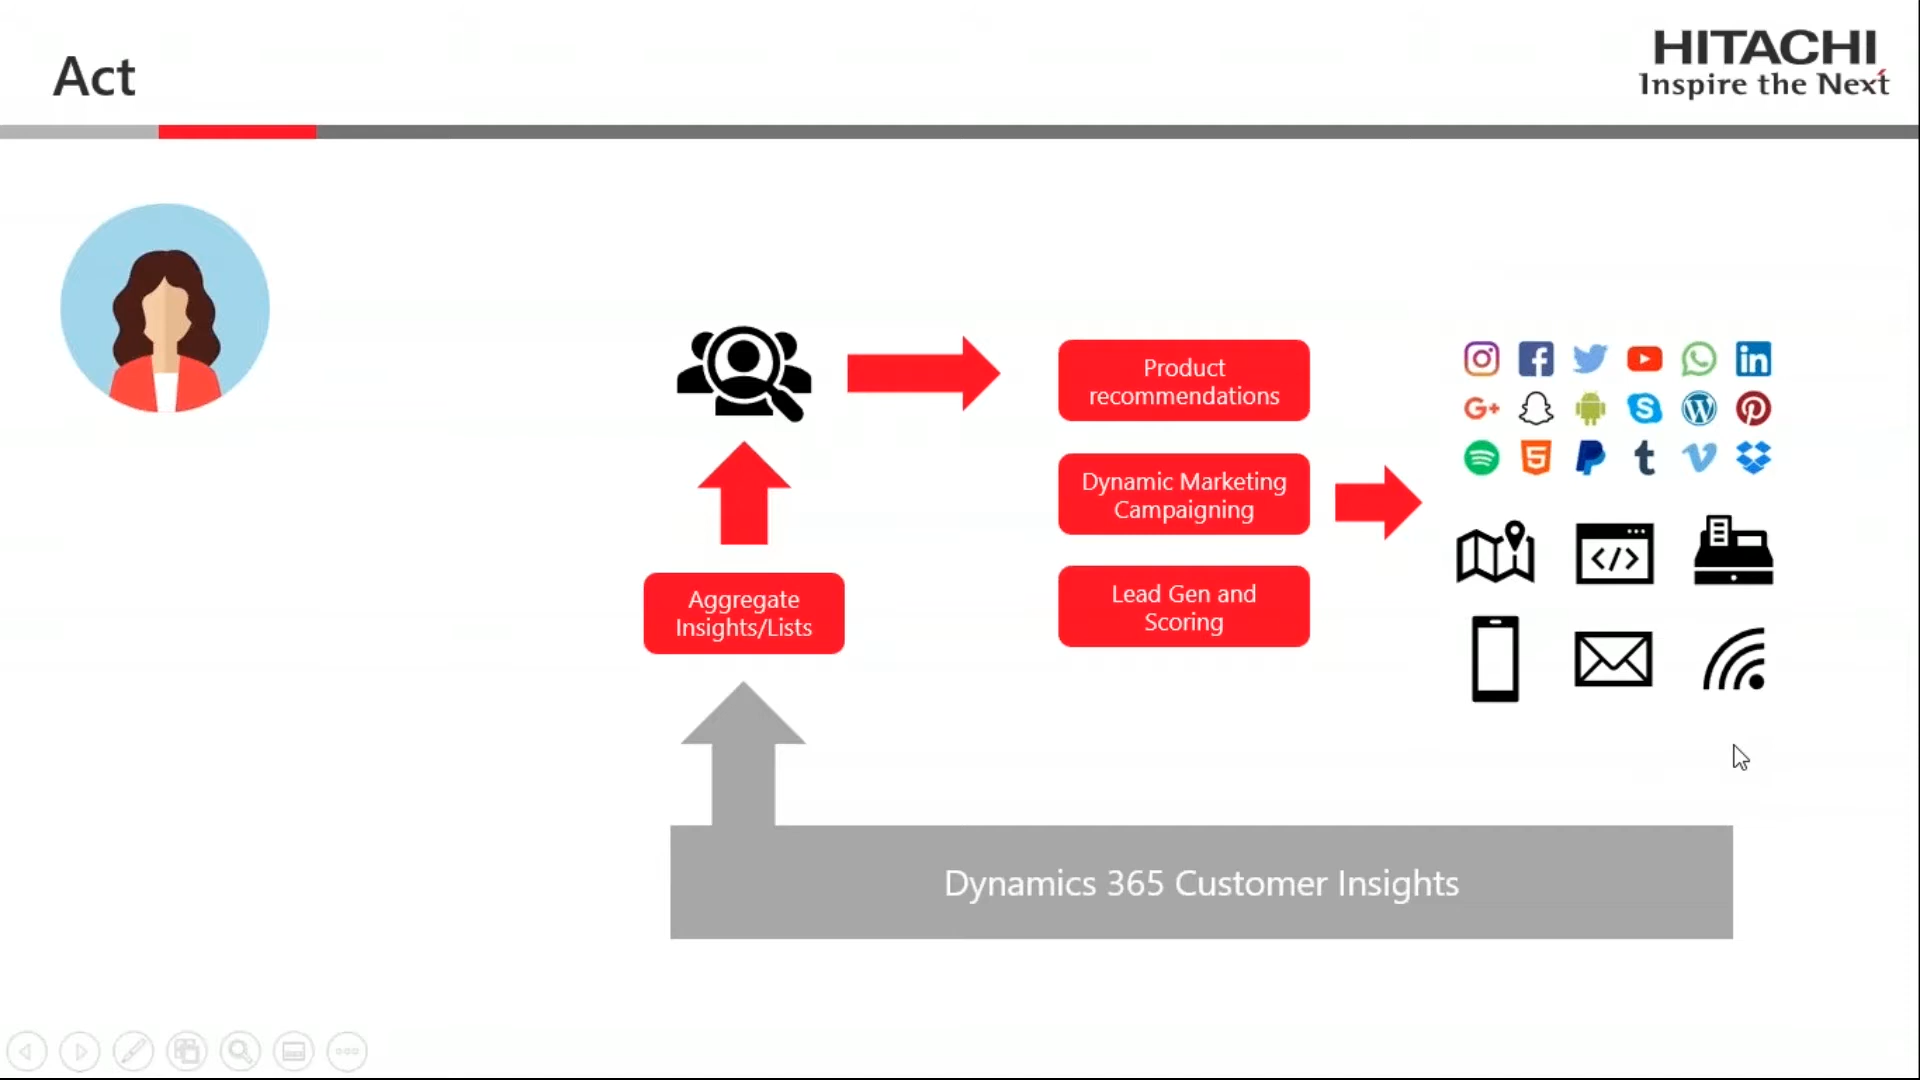 Act
HITACHI
Inspire the Next
Product
recommendations
Dynamic Marketing
Campaigning
Lead Gen and
Scoring
Aggregate
Insights/Lists
Dynamics 365 Customer Insights